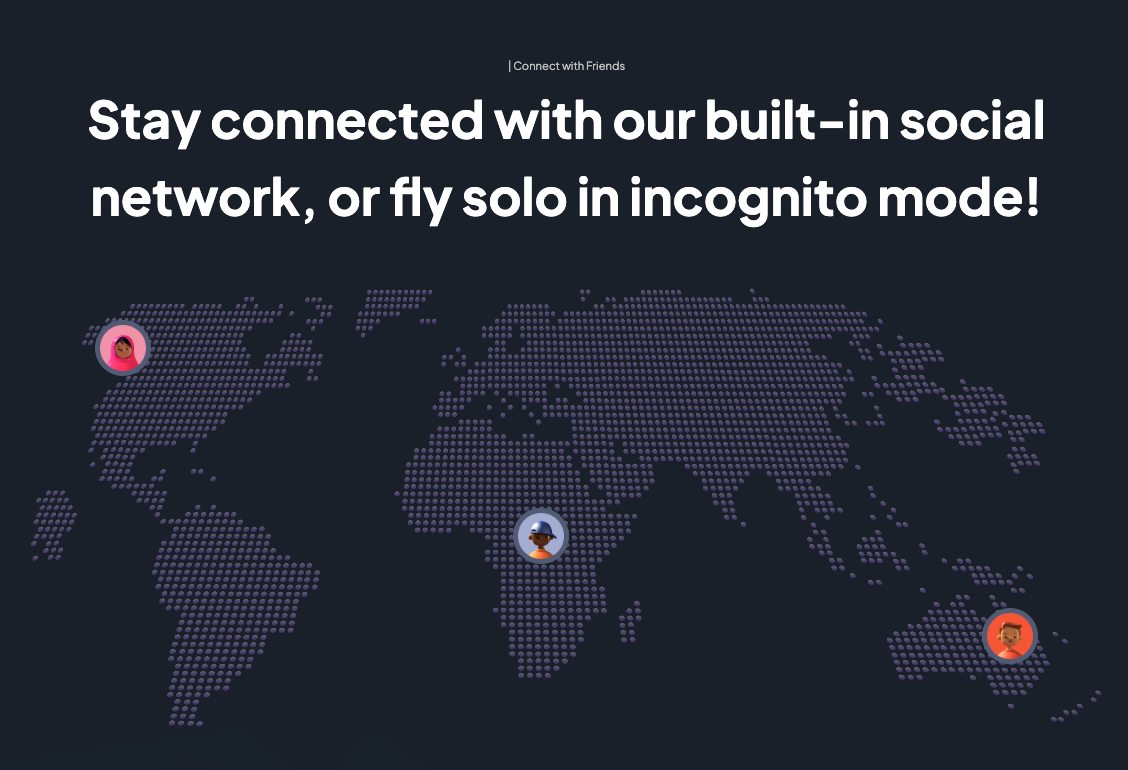 | Connect with Friends
Stay connected with our built-in social
network, or fly solo in incognito mode!